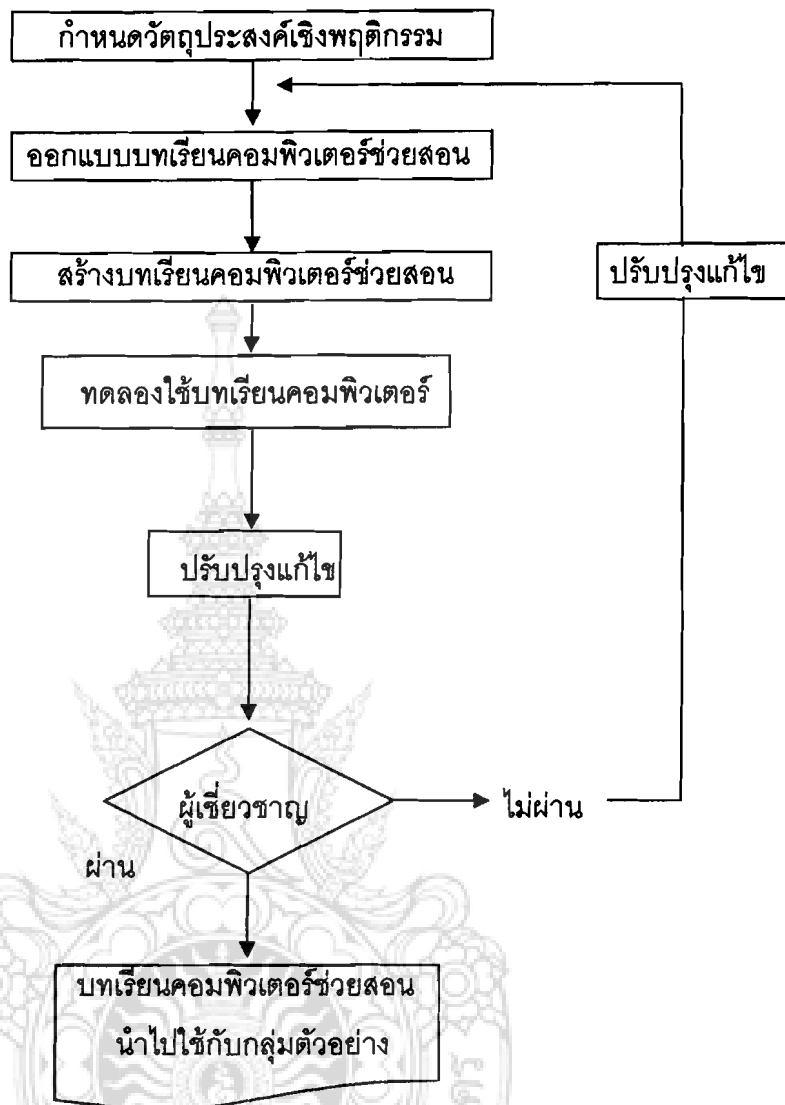 กำหนดวัตถุประสงค์เชิงพฤติกรรม
ออกแบบบทเรียนคอมพิวเตอร์ช่วยสอน
สร้างบทเรียนคอมพิวเตอร์ช่วยสอน
ปรับปรุงแก้ไข
ทดลองใช้บทเรียนคอมพิวเตอร์
ปรับปรุงแก้ไข
ผู้เชี่ยวชาญ
ไม่ผ่าน
ผ่าน
บทเรียนคอมพิวเตอร์ช่วยสอน
นำไปใช้กับกลุ่มตัวอย่าง